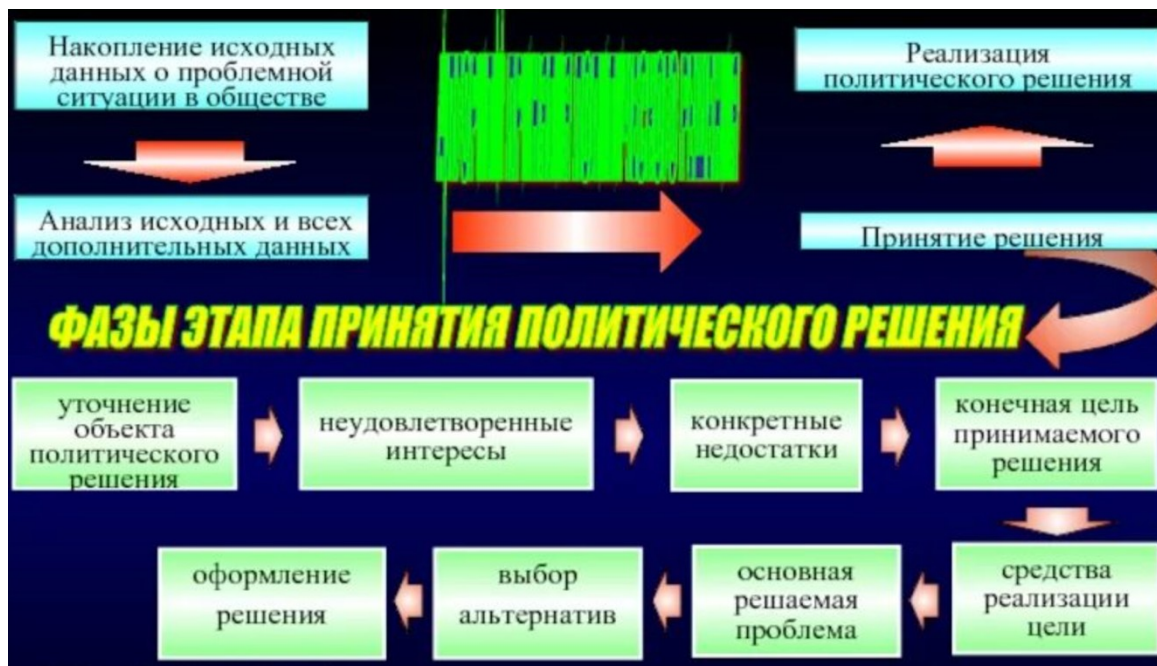 Накопление исходных
данных о проблемной
ситуации в обществе
Реализация
политического решения
Анализ исходных и всех
дополнительных данных
Принятие решения
ФАЗЫ ЭТАПА ПРИНЯТИЯ ПОЛИТИЧЕСКОГО РЕШЕНИЯ
уточнение
объекта
политического
решения
неудовлетворенные
интересы
конкретные
недостатки
конечная цель
принимаемого
решения
оформление
решения
выбор
альтернатив
основная
решаемая
проблема
средства
реализации
цели